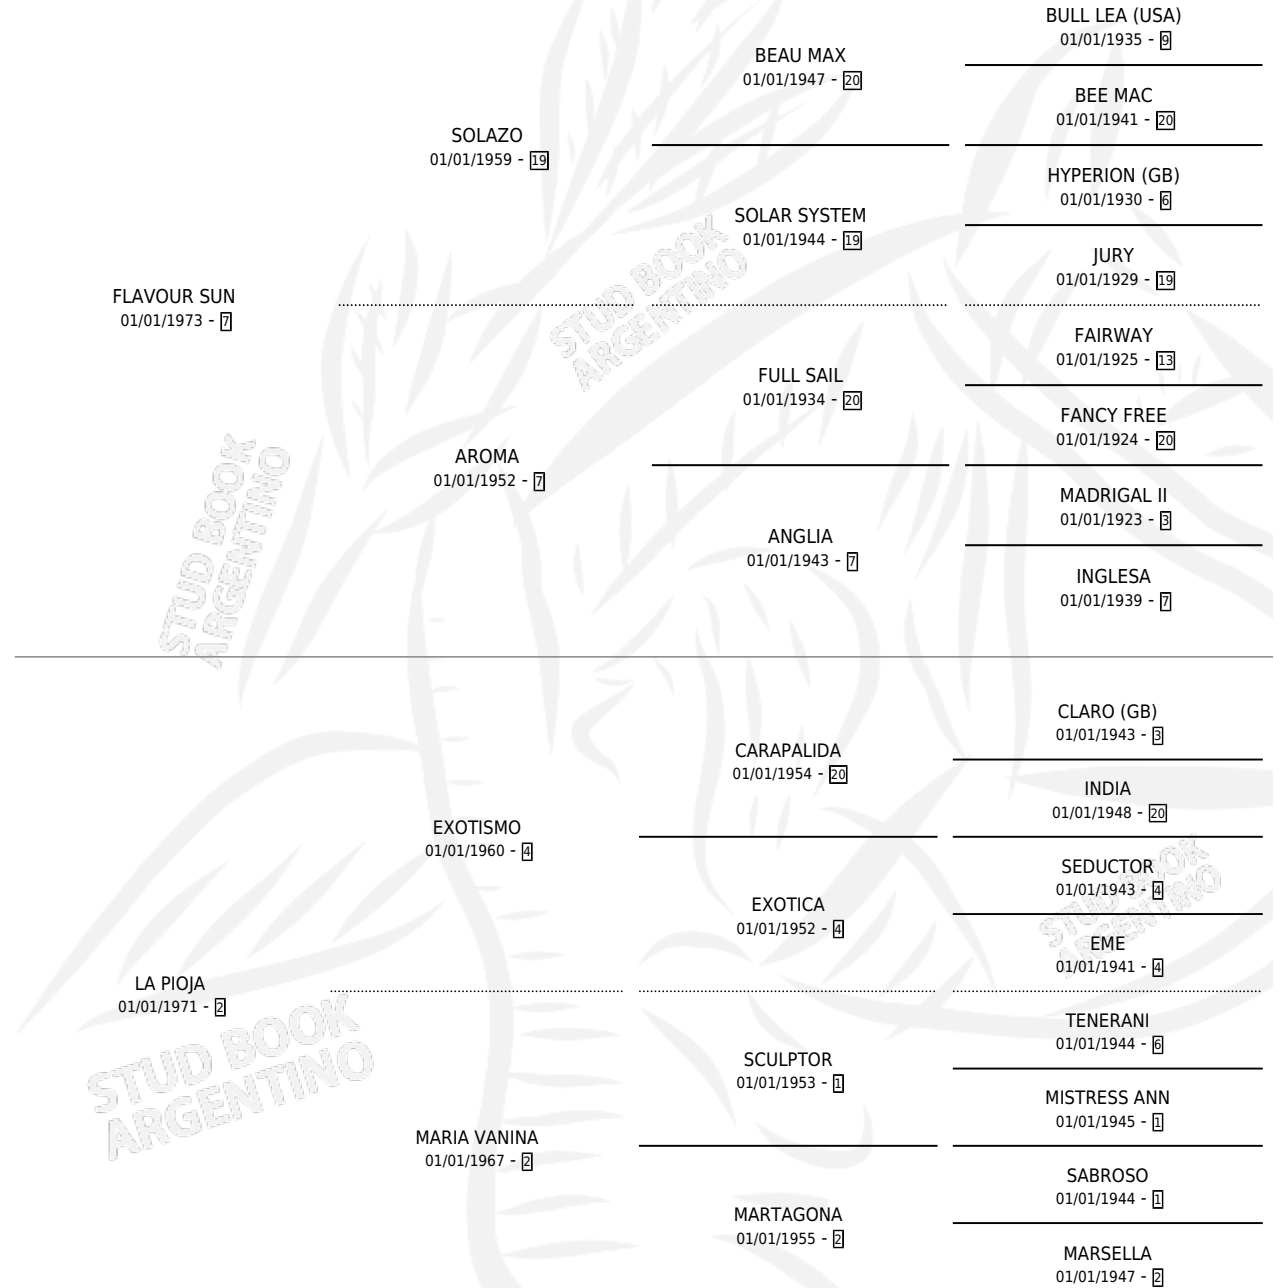 BULL LEA (USA)
01/01/1935 - 9
BEAU MAX
01/01/1947 - 20
BEE MAC
01/01/1941 - 20
SOLAZO
01/01/1959 - 19
HYPERION (GB)
01/01/1930 - 6
SOLAR SYSTEM
01/01/1944 - 19
JURY
01/01/1929 - 19
FLAVOUR SUN
01/01/1973 - 7
STUD BOOK
ARGENTINO
FAIRWAY
01/01/1925 - 13
FULL SAIL
01/01/1934 - 20
FANCY FREE
01/01/1924 - 20
AROMA
01/01/1952 - 7
MADRIGAL II
01/01/1923 - 3
ANGLIA
01/01/1943 - 7
INGLESA
01/01/1939 - 7
STUD BOOK
ARGENTINO
CLARO (GB)
01/01/1943 - 3
CARAPALIDA
01/01/1954 - 20
INDIA
01/01/1948 - 20
EXOTISMO
01/01/1960 - 4
SEDUCTOR
01/01/1943 - 4
EXOTICA
01/01/1952 - 4
EME
01/01/1941 - 4
STUD BOOK
ARGENTINO
LA PIOJA
01/01/1971 - 2
TENERANI
01/01/1944 - 6
SCULPTOR
01/01/1953 - 1
MISTRESS ANN
01/01/1945 - 1
STUD BOOK
ARGENTINO
MARIA VANINA
01/01/1967 - 2
SABROSO
01/01/1944 - 1
MARTAGONA
01/01/1955 - 2
MARSELLA
01/01/1947 - 2